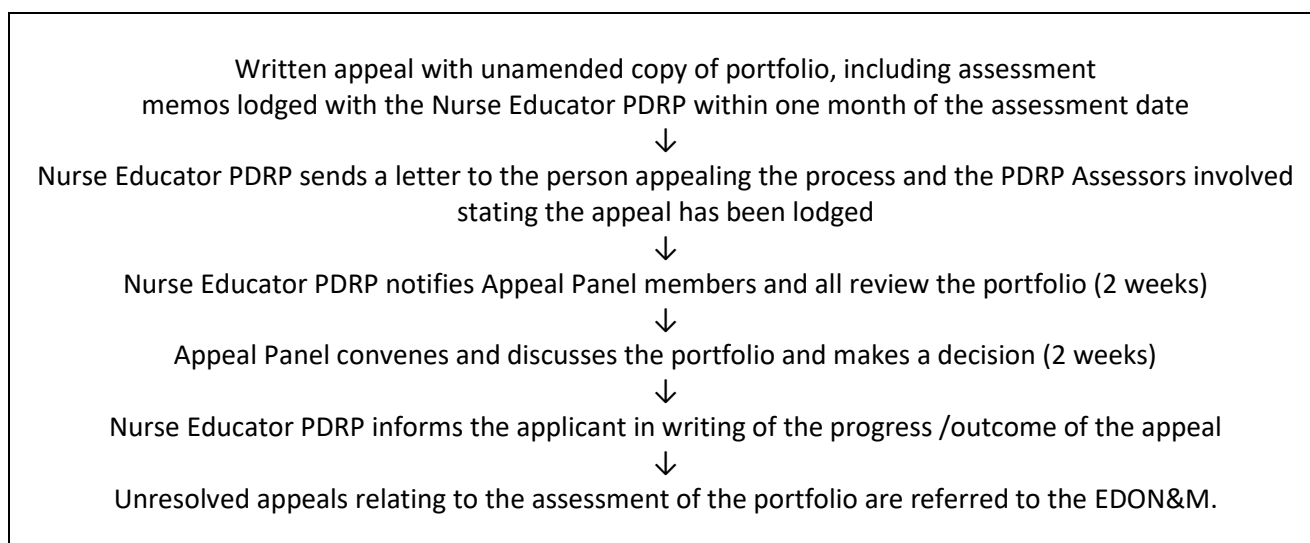 Written appeal with unamended copy of portfolio, including assessment
memos lodged with the Nurse Educator PDRP within one month of the assessment date
↓
Nurse Educator PDRP sends a letter to the person appealing the process and the PDRP Assessors involved
stating the appeal has been lodged
↓
Nurse Educator PDRP notifies Appeal Panel members and all review the portfolio (2 weeks)
↓
Appeal Panel convenes and discusses the portfolio and makes a decision (2 weeks)
↓
Nurse Educator PDRP informs the applicant in writing of the progress /outcome of the appeal
↓
Unresolved appeals relating to the assessment of the portfolio are referred to the EDON&M.